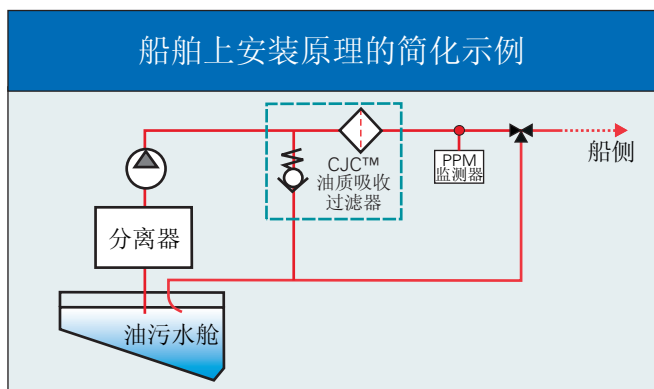 船舶上安装原理的简化示例
CJC™
油质吸收
过滤器
PPM
监测器
船侧
分离器
油污水舱